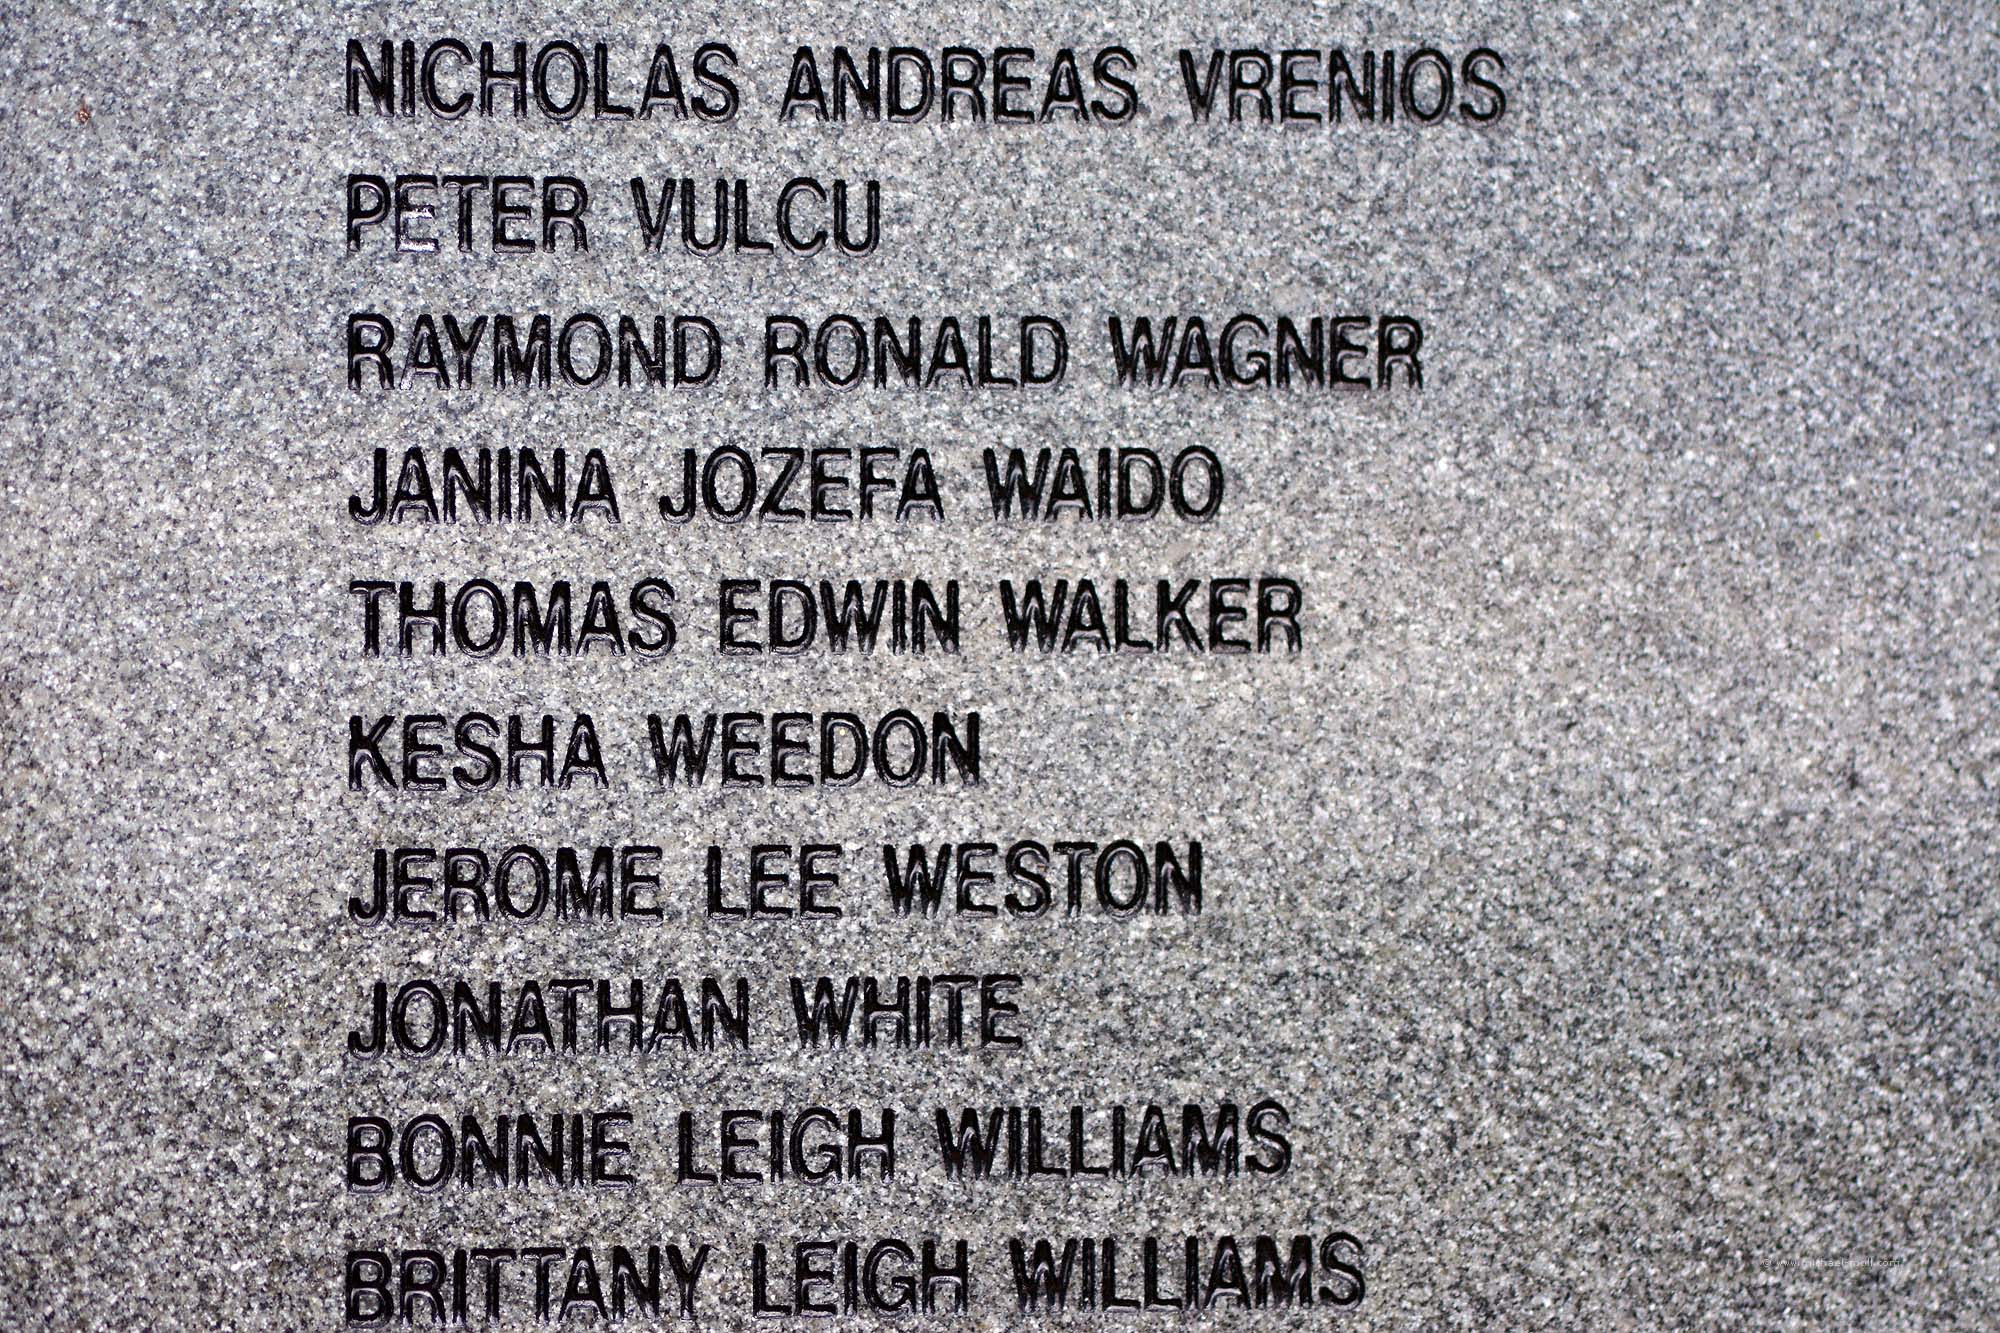 NICHOLAS ANDREAS VRENIOS
PETER VULCU
RAYMOND RONALD WAGNER
JANINA JOZEFA WAIDO
THOMAS EDWIN WALKER
KESHA WEEDON
JEROME LEE WESTON
JONATHAN WHITE
BONNIE LEIGH WILLIAMS
BRITTANY LEIGH WILLIAMS